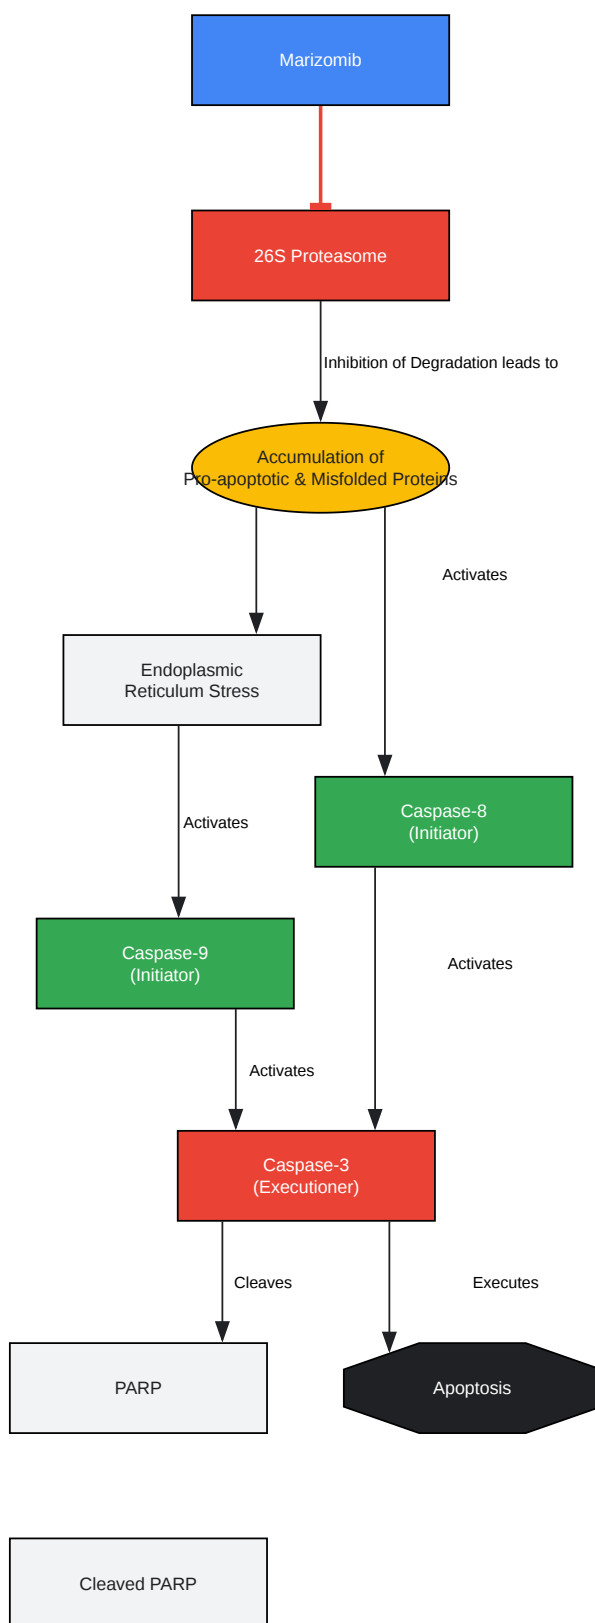 Marizomib
26S Proteasome
Inhibition of Degradation leads to
Accumulation of
Pro-apoptotic & Misfolded Proteins
Activates
Endoplasmic
Reticulum Stress
Caspase-8
(Initiator)
Activates
Caspase-9
(Initiator)
Activates
Activates
Caspase-3
(Executioner)
Cleaves
Executes
PARP
Apoptosis
Cleaved PARP